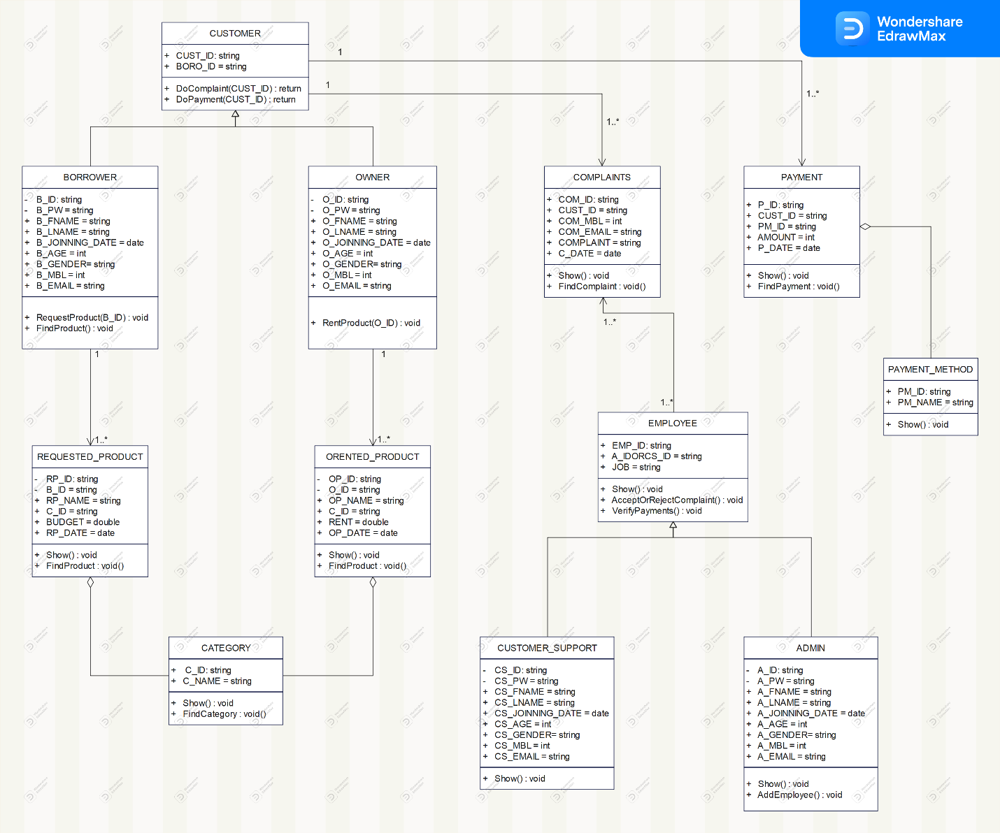 Wondershare
EdrawMax
CUSTOMER
+ CUST_ID: string
+ BORO_ID = string
+ DoComplaint(CUST_ID) : return
+ DoPayment(CUST_ID) : return
1
1..*
1
1..*
BORROWER
- B_ID: string
- B_PW = string
+ B_FNAME = string
+ B_LNAME = string
+ B_JOINNING_DATE = date
+ B_AGE = int
+ B_GENDER= string
+ B_MBL = int
+ B_EMAIL = string
+ RequestProduct(B_ID) : void
+ FindProduct() : void
1
1..*
OWNER
- O_ID: string
- O_PW = string
+ O_FNAME = string
+ O_LNAME = string
+ O_JOINNING_DATE = date
+ O_AGE = int
+ O_GENDER= string
+ O_MBL = int
+ O_EMAIL = string
+ RentProduct(O_ID) : void
1
1..*
COMPLAINTS
+ COM_ID: string
+ CUST_ID = string
+ COM_MBL = int
+ COM_EMAIL = string
+ COMPLAINT = string
+ C_DATE = date
+ Show() : void
+ FindComplaint : void()
1..*
1..*
PAYMENT
+ P_ID: string
+ CUST_ID = string
+ PM_ID = string
+ AMOUNT = int
+ P_DATE = date
+ Show() : void
+ FindPayment : void()
PAYMENT_METHOD
+ PM_ID: string
+ PM_NAME = string
+ Show() : void
REQUESTED_PRODUCT
- RP_ID: string
- B_ID = string
+ RP_NAME = string
+ C_ID = string
+ BUDGET = double
+ RP_DATE = date
+ Show() : void
+ FindProduct : void()
ORENTED_PRODUCT
- OP_ID: string
- O_ID = string
+ OP_NAME = string
+ C_ID = string
+ RENT = double
+ OP_DATE = date
+ Show() : void
+ FindProduct : void()
EMPLOYEE
+ EMP_ID: string
+ A_IDORCS_ID = string
+ JOB = string
+ Show() : void
+ AcceptOrRejectComplaint() : void
+ VerifyPayments() : void
CATEGORY
+ C_ID: string
+ C_NAME = string
+ Show() : void
+ FindCategory : void()
CUSTOMER_SUPPORT
- CS_ID: string
- CS_PW = string
+ CS_FNAME = string
+ CS_LNAME = string
+ CS_JOINNING_DATE = date
+ CS_AGE = int
+ CS_GENDER= string
+ CS_MBL = int
+ CS_EMAIL = string
+ Show() : void
ADMIN
- A_ID: string
- A_PW = string
+ A_FNAME = string
+ A_LNAME = string
+ A_JOINNING_DATE = date
+ A_AGE = int
+ A_GENDER= string
+ A_MBL = int
+ A_EMAIL = string
+ Show() : void
+ AddEmployee() : void